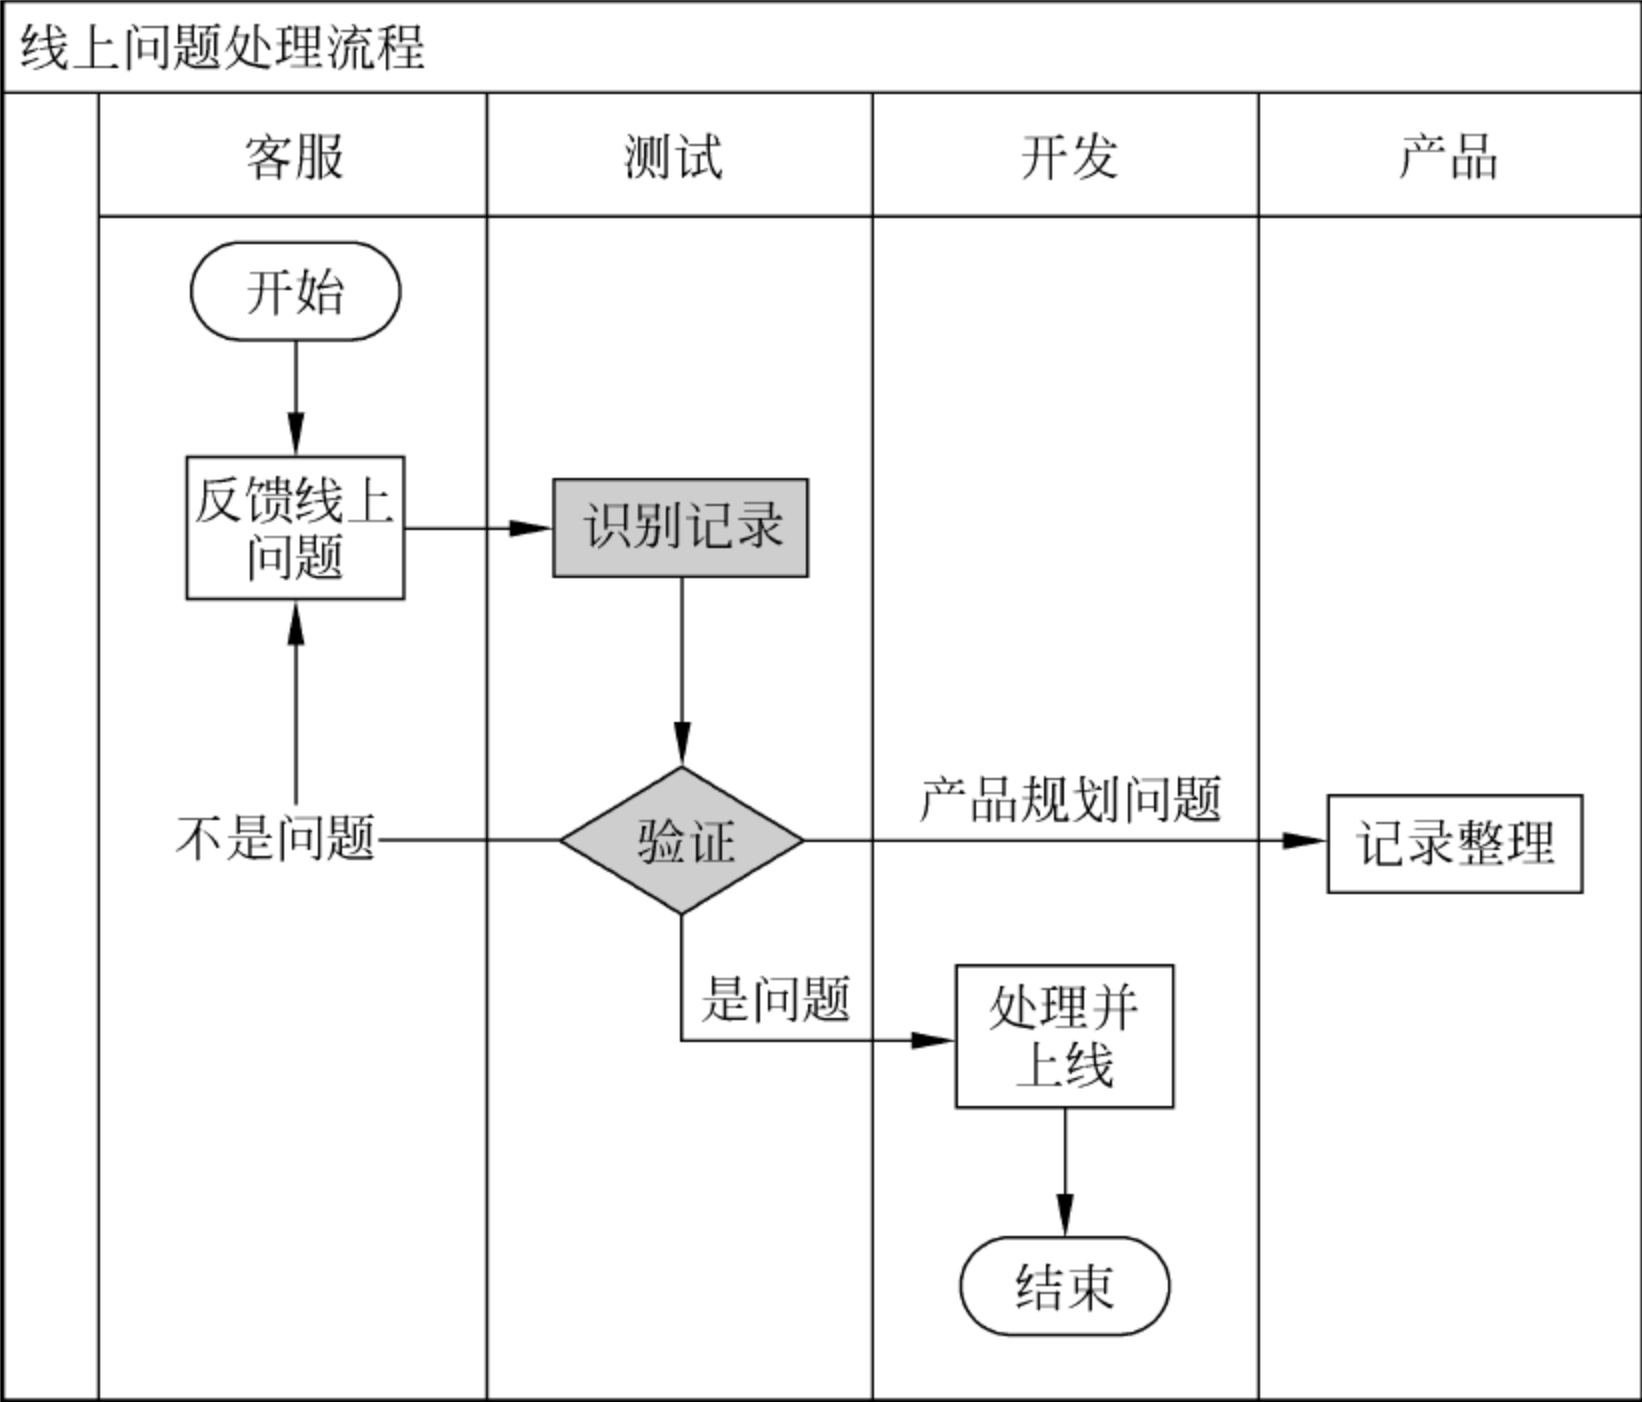 线上问题处理流程
客服
测试
开发
产品
开始
反馈线上
问题
识别记录
产品规划问题
不是问题
验证
记录整理
是问题
处理并
上线
结束